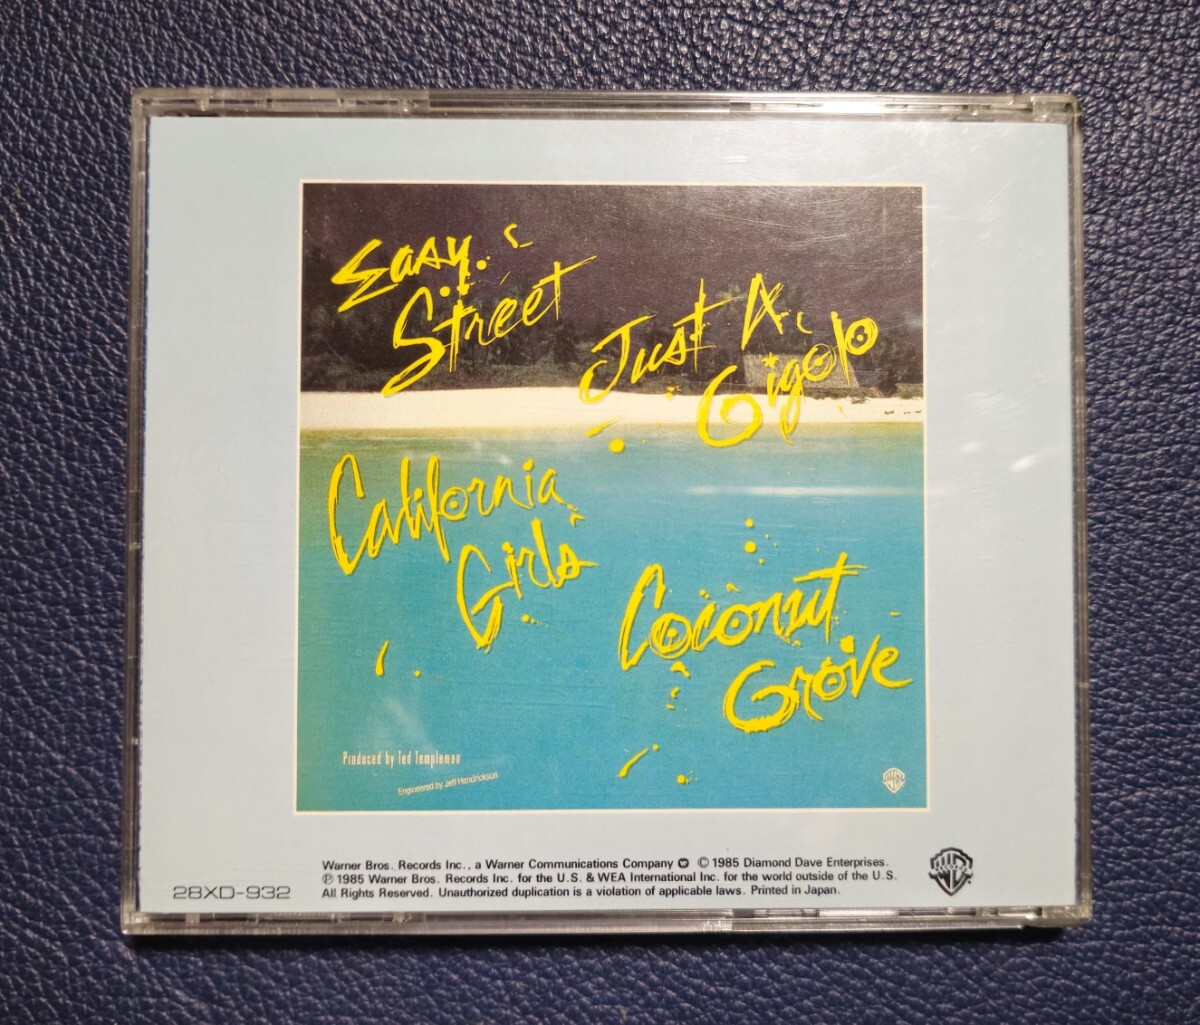 Easy
Street
Just A
Gigolo
California
Girls
Coconut
Grove
Produced by Ted Templeman
Engineered by Jeff Hendrickson
Warner Bros. Records Inc., a Warner Communications Company Ⓦ © 1985 Diamond Dave Enterprises.
℗ 1985 Warner Bros. Records Inc. for the U.S. & WEA International Inc. for the world outside of the U.S.
All Rights Reserved. Unauthorized duplication is a violation of applicable laws. Printed in Japan.
28XD-932